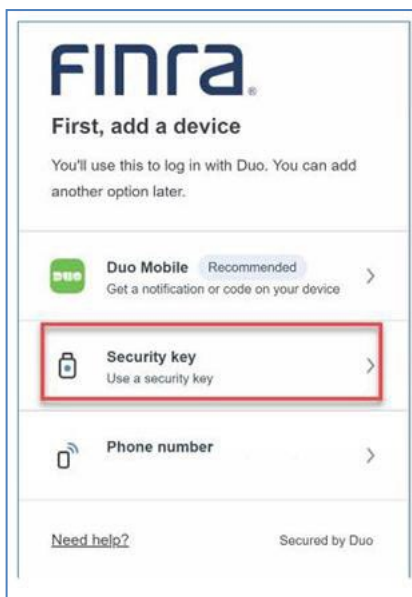 Finra®
First, add a device
You'll use this to log in with Duo. You can add
another option later.
DUO
Duo Mobile Recommended
Get a notification or code on your device
Security key
Use a security key
Phone number
Need help? Secured by Duo